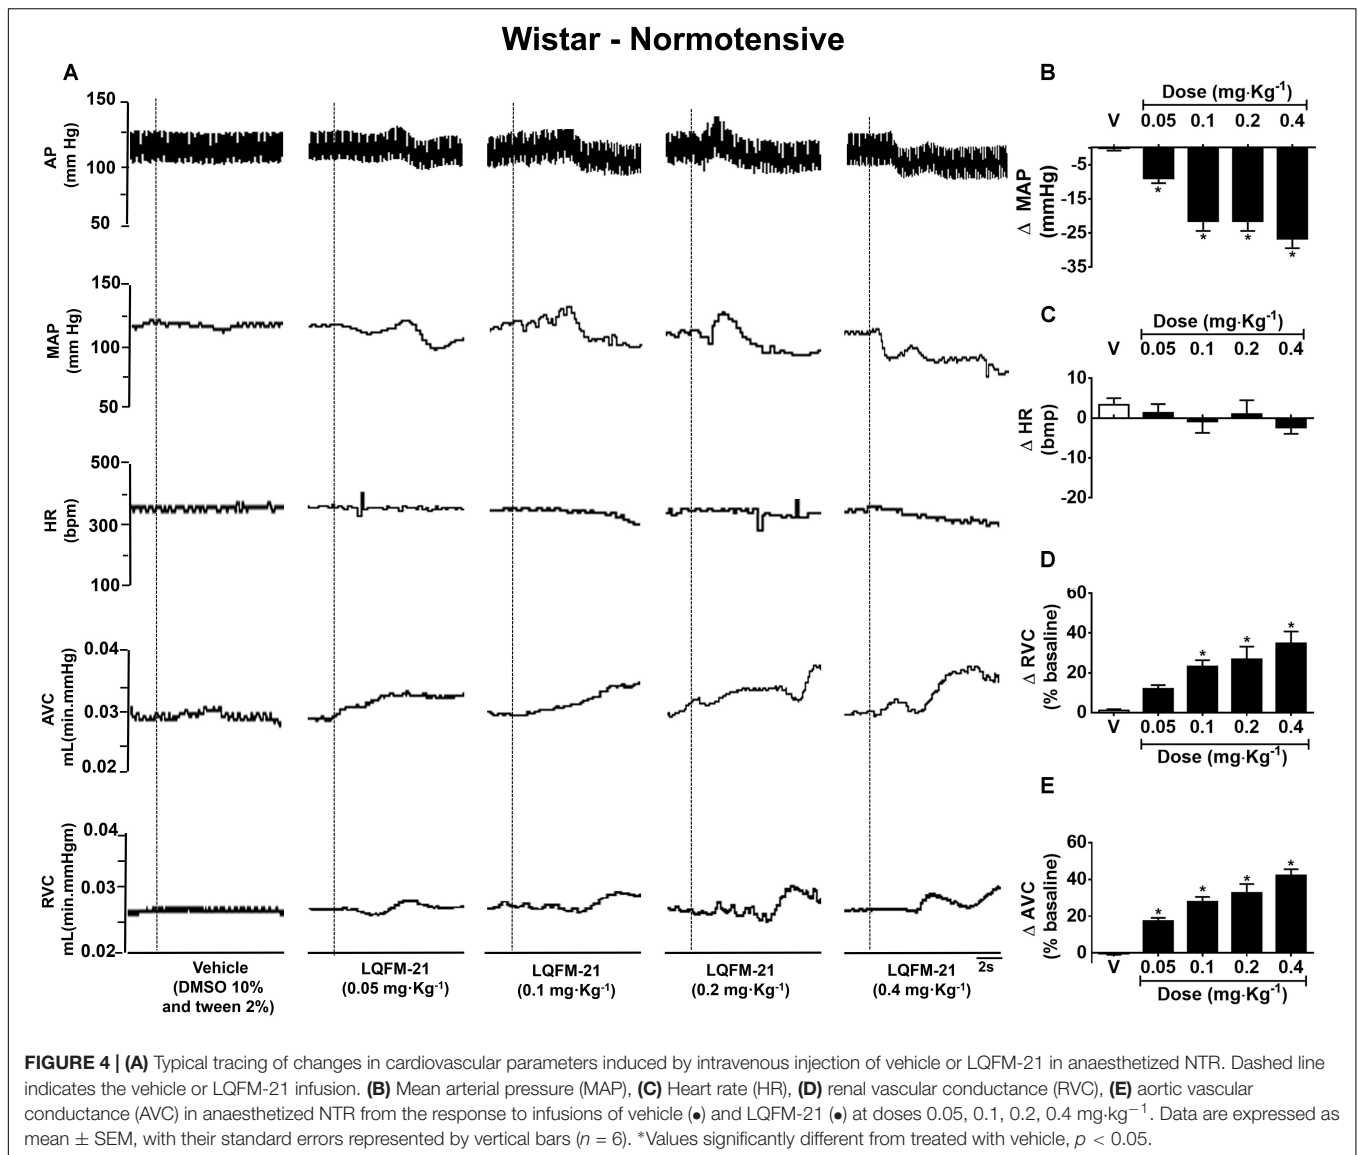 Wistar - Normotensive
A
150
100
50
AP
(mm Hg)
150
100
50
MAP
(mm Hg)
500
300
100
HR
(bpm)
0.04
0.03
0.02
AVC
mL(min.mmHg)
0.04
0.03
0.02
RVC
mL(min.mmHgm)
Vehicle
(DMSO 10%
and tween 2%)
LQFM-21
(0.05 mg·Kg-1)
LQFM-21
(0.1 mg·Kg-1)
LQFM-21
(0.2 mg·Kg-1)
LQFM-21
(0.4 mg·Kg-1)
2s
B
Dose (mg·Kg-1)
V 0.05 0.1 0.2 0.4
-5
-15
-25
-35
Δ MAP
(mmHg)
* * * *
C
Dose (mg·Kg-1)
V 0.05 0.1 0.2 0.4
10
0
-10
-20
Δ HR
(bmp)
D
60
40
20
0
Δ RVC
(% basaline)
* * *
V 0.05 0.1 0.2 0.4
Dose (mg·Kg-1)
E
60
40
20
0
Δ AVC
(% basaline)
* * * *
V 0.05 0.1 0.2 0.4
Dose (mg·Kg-1)
FIGURE 4 | (A) Typical tracing of changes in cardiovascular parameters induced by intravenous injection of vehicle or LQFM-21 in anaesthetized NTR. Dashed line
indicates the vehicle or LQFM-21 infusion. (B) Mean arterial pressure (MAP), (C) Heart rate (HR), (D) renal vascular conductance (RVC), (E) aortic vascular
conductance (AVC) in anaesthetized NTR from the response to infusions of vehicle (•) and LQFM-21 (•) at doses 0.05, 0.1, 0.2, 0.4 mg·kg−1. Data are expressed as
mean ± SEM, with their standard errors represented by vertical bars (n = 6). *Values significantly different from treated with vehicle, p < 0.05.